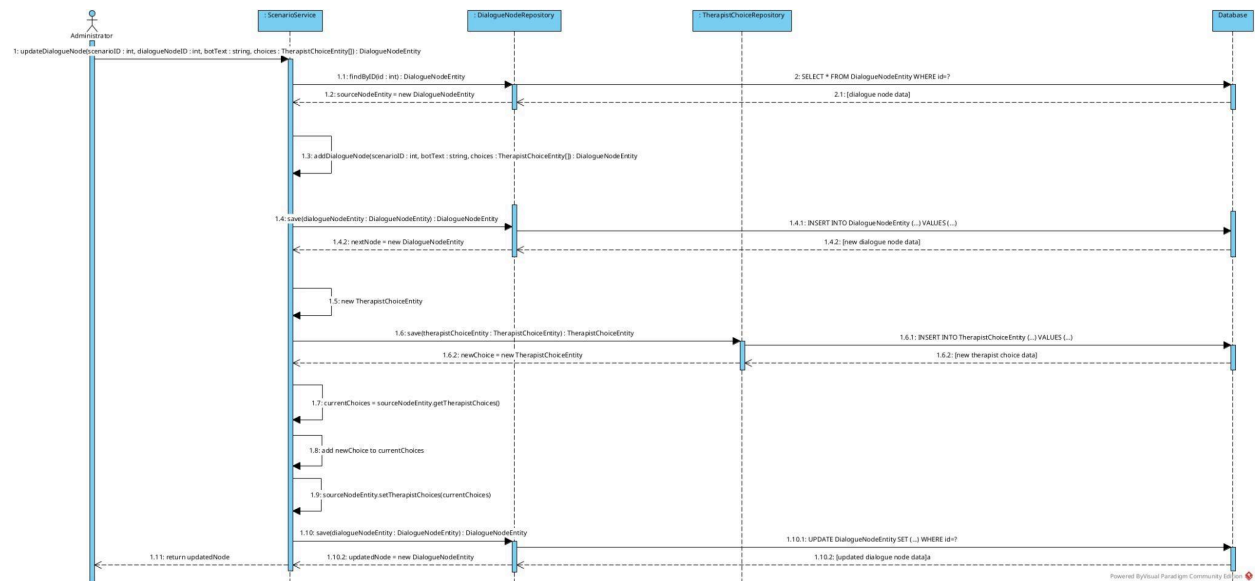 : ScenarioService
: DialogueNodeRepository
: TherapistChoiceRepository
Database
Administrator
1: updateDialogueNode(scenarioID : int, dialogueNodeID : int, botText : string, choices : TherapistChoiceEntity[]) : DialogueNodeEntity
1.1: findByID(id : int) : DialogueNodeEntity
2: SELECT * FROM DialogueNodeEntity WHERE id=?
1.2: sourceNodeEntity = new DialogueNodeEntity
2.1: [dialogue node data]
1.3: addDialogueNode(scenarioID : int, botText : string, choices : TherapistChoiceEntity[]) : DialogueNodeEntity
1.4: save(dialogueNodeEntity : DialogueNodeEntity) : DialogueNodeEntity
1.4.1: INSERT INTO DialogueNodeEntity (...) VALUES (...)
1.4.2: nextNode = new DialogueNodeEntity
1.4.2: [new dialogue node data]
1.5: new TherapistChoiceEntity
1.6: save(therapistChoiceEntity : TherapistChoiceEntity) : TherapistChoiceEntity
1.6.1: INSERT INTO TherapistChoiceEntity (...) VALUES (...)
1.6.2: newChoice = new TherapistChoiceEntity
1.6.2: [new therapist choice data]
1.7: currentChoices = sourceNodeEntity.getTherapistChoices()
1.8: add newChoice to currentChoices
1.9: sourceNodeEntity.setTherapistChoices(currentChoices)
1.10: save(dialogueNodeEntity : DialogueNodeEntity) : DialogueNodeEntity
1.10.1: UPDATE DialogueNodeEntity SET (...) WHERE id=?
1.11: return updatedNode
1.10.2: updatedNode = new DialogueNodeEntity
1.10.2: [updated dialogue node data]a
Powered ByVisual Paradigm Community Edition